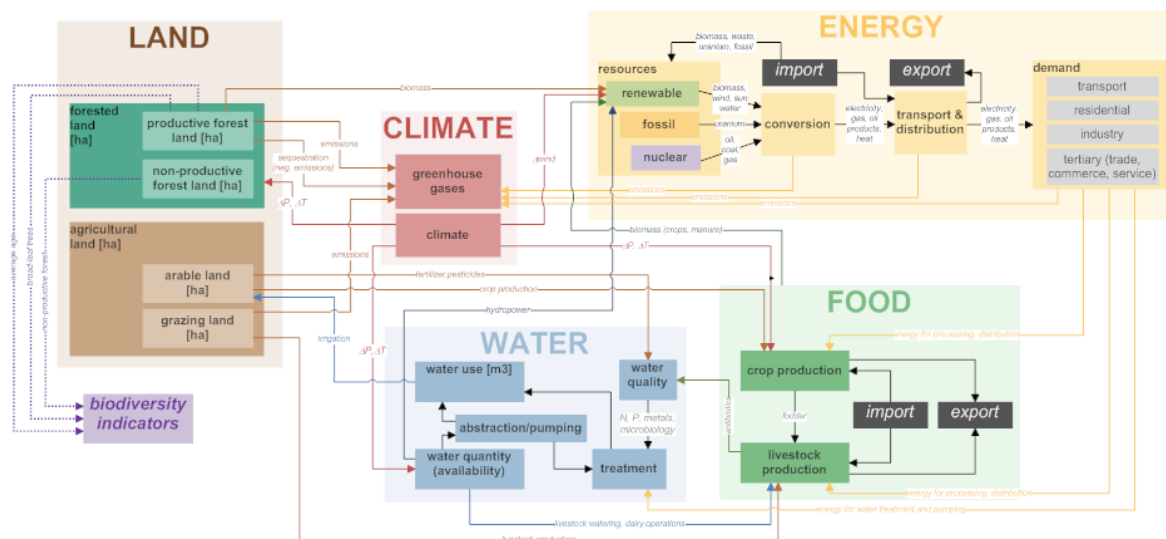 LAND
forested
land [ha]
productive forest
land [ha]
non-productive
forest land [ha]
agricultural
land [ha]
arable land
[ha]
grazing land
[ha]
average age
broad-leaf trees
non-productive forest
biodiversity
indicators
biomass
emissions
sequestration
(neg. emissions)
ΔP, ΔT
emissions
CLIMATE
greenhouse
gases
climate
Δwind
ΔP, ΔT
fertilizer,pesticides
crop production
irrigation
hydropower
ΔP, ΔT
ENERGY
biomass, waste,
uranium, fossil
resources
renewable
fossil
nuclear
biomass,
wind, sun
water
uranium
oil,
coal,
gas
import
conversion
electricity,
gas, oil
products,
heat
export
transport &
distribution
electricity,
gas, oil
products,
heat
demand
transport
residential
industry
tertiary (trade,
commerce, service)
emissions
emissions
emissions
biomass (crops, manure)
WATER
water use [m3]
water
quality
abstraction/pumping
N, P, metals,
microbiology
water quantity
(availability)
treatment
antibiotics
FOOD
energy for processing, distribution
crop production
fodder
import
export
livestock
production
energy for processing, distribution
energy for water treatment and pumping
livestock watering, dairy operations